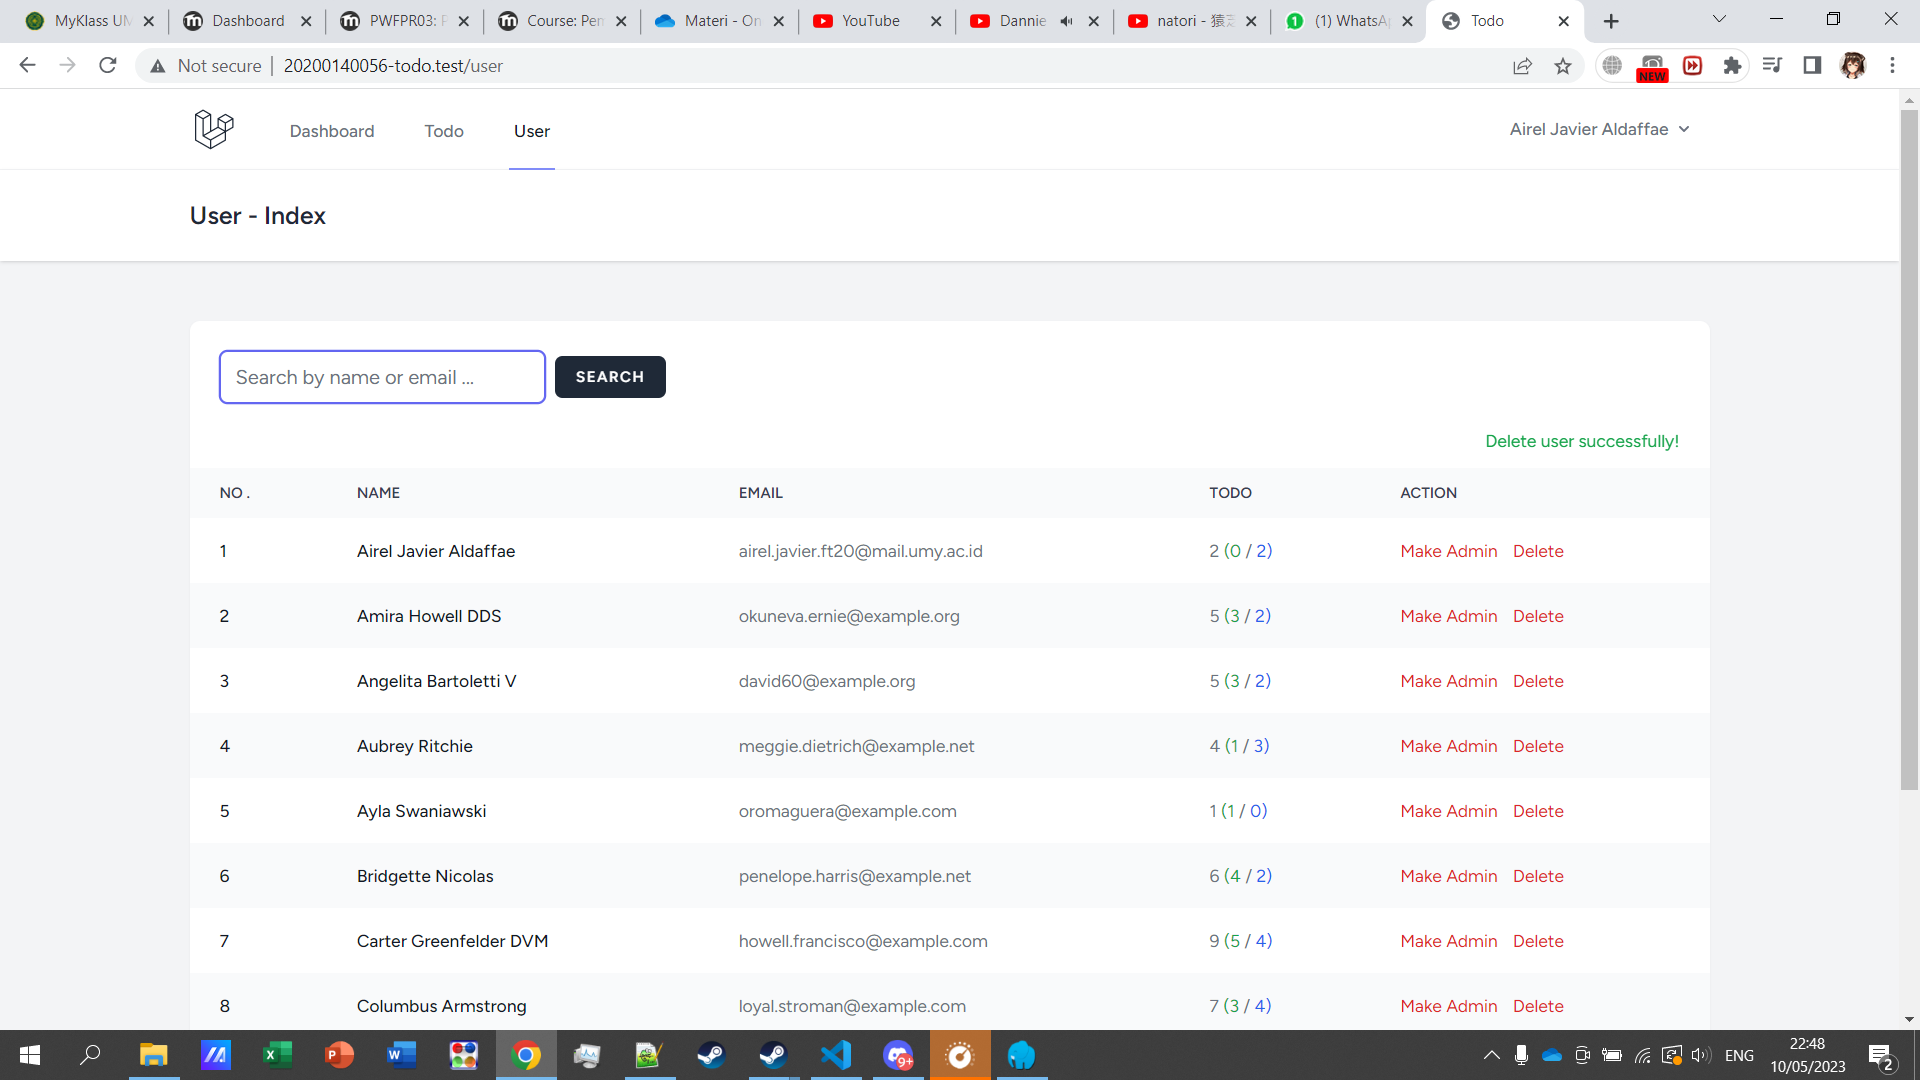 MyKlass UM
Dashboard
PWFPR03: P
Course: Pem
Materi - On
YouTube
Dannie
natori - 猿芝
(1) WhatsAp
Todo
Not secure
20200140056-todo.test/user
NEW
Dashboard
Todo
User
Airel Javier Aldaffae
User - Index
Search by name or email ...
SEARCH
Delete user successfully!
NO . NAME EMAIL TODO ACTION
1 Airel Javier Aldaffae airel.javier.ft20@mail.umy.ac.id 2 (0 / 2) Make Admin Delete
2 Amira Howell DDS okuneva.ernie@example.org 5 (3 / 2) Make Admin Delete
3 Angelita Bartoletti V david60@example.org 5 (3 / 2) Make Admin Delete
4 Aubrey Ritchie meggie.dietrich@example.net 4 (1 / 3) Make Admin Delete
5 Ayla Swaniawski oromaguera@example.com 1 (1 / 0) Make Admin Delete
6 Bridgette Nicolas penelope.harris@example.net 6 (4 / 2) Make Admin Delete
7 Carter Greenfelder DVM howell.francisco@example.com 9 (5 / 4) Make Admin Delete
8 Columbus Armstrong loyal.stroman@example.com 7 (3 / 4) Make Admin Delete
9+
ENG
22:48
10/05/2023
2